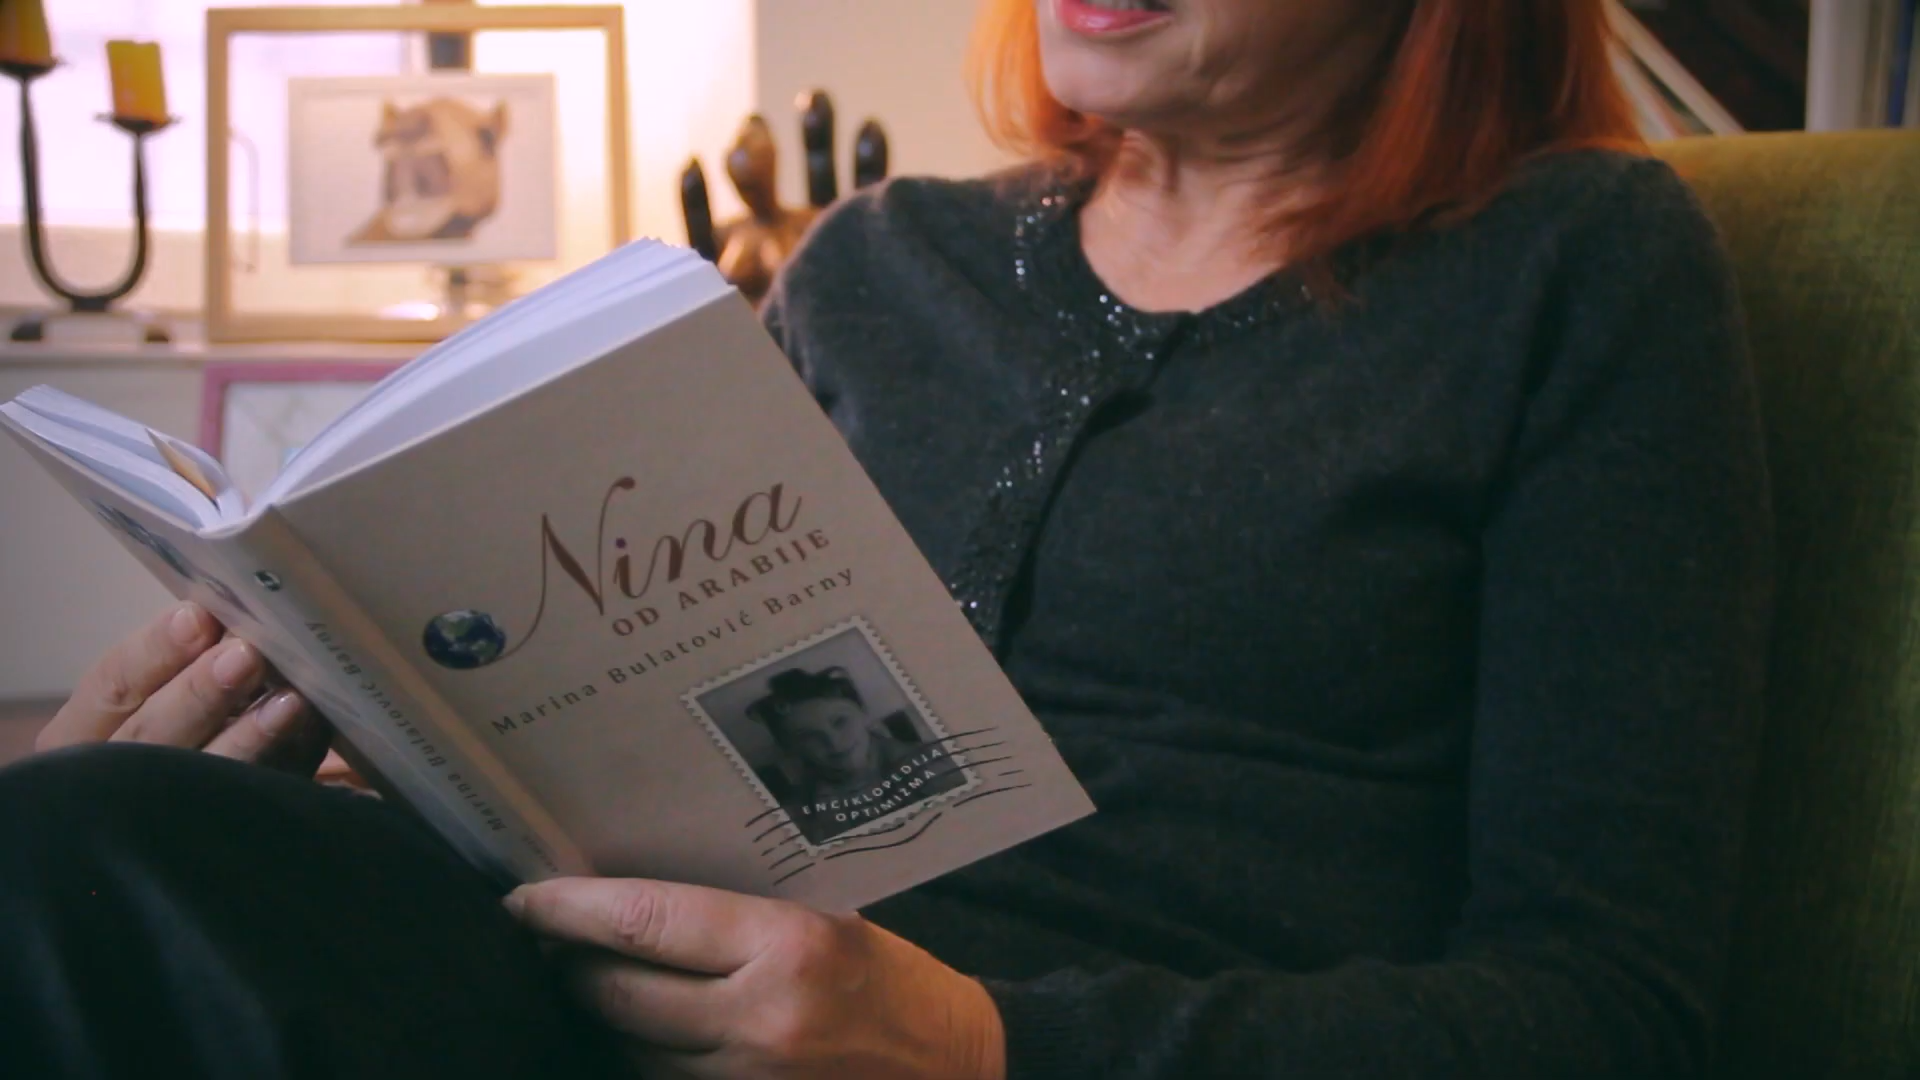 Nina
OD ARABIJE
Marina Bulatović Barny
ENCIKLOPEDIJA
OPTIMIZMA
Marina Bulatović Barny